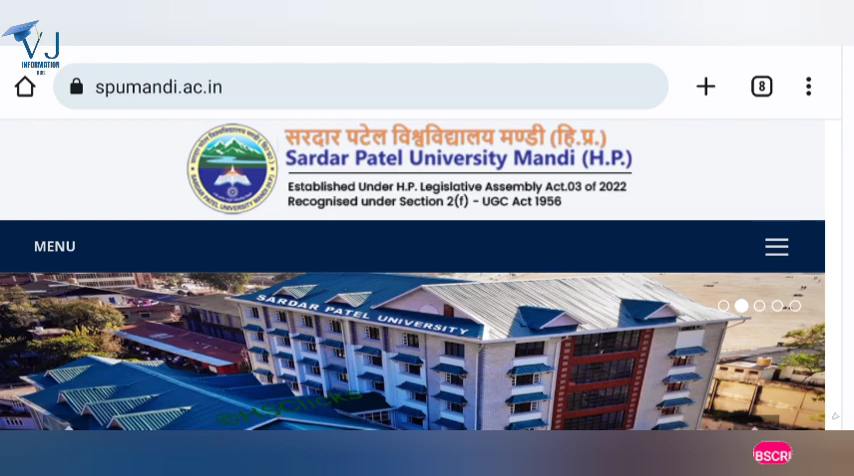 VJ
INFORMATION
spumandi.ac.in
8
सरदार पटेल विश्वविद्यालय मण्डी (हि.प्र.)
Sardar Patel University Mandi (H.P.)
Established Under H.P. Legislative Assembly Act.03 of 2022
Recognised under Section 2(f) - UGC Act 1956
MENU
SARDAR PATEL UNIVERSITY
BSCRI